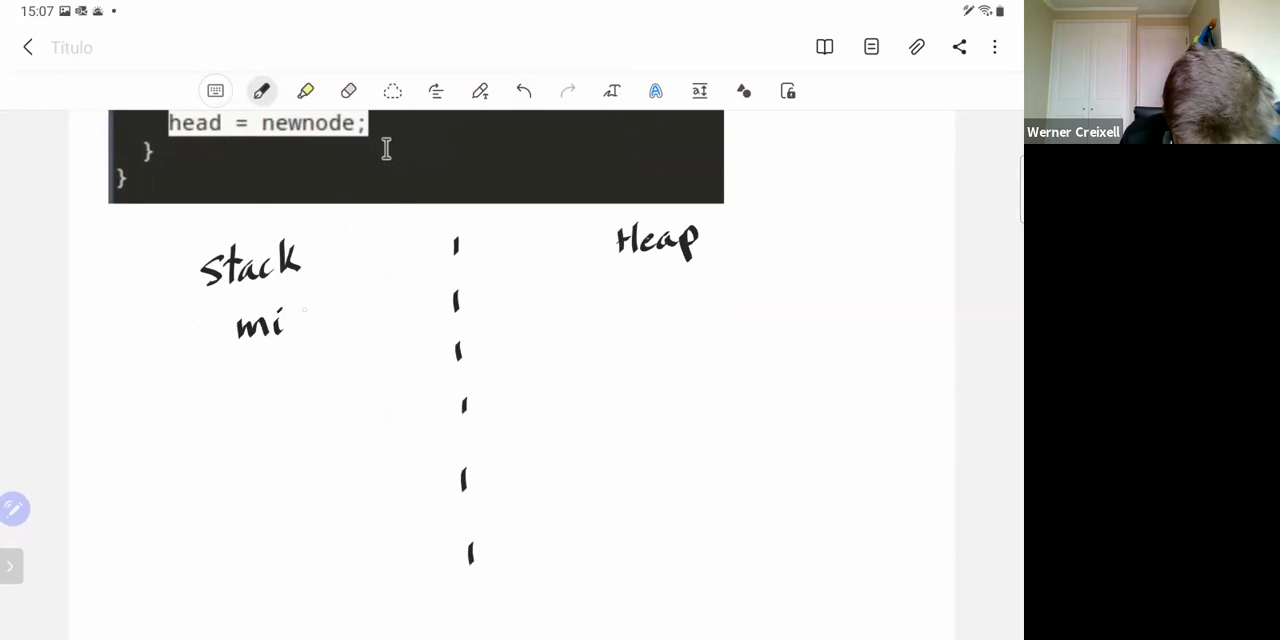 15:07
Título
head = newnode;
}
}
Stack
Heap
mi
Werner Creixell